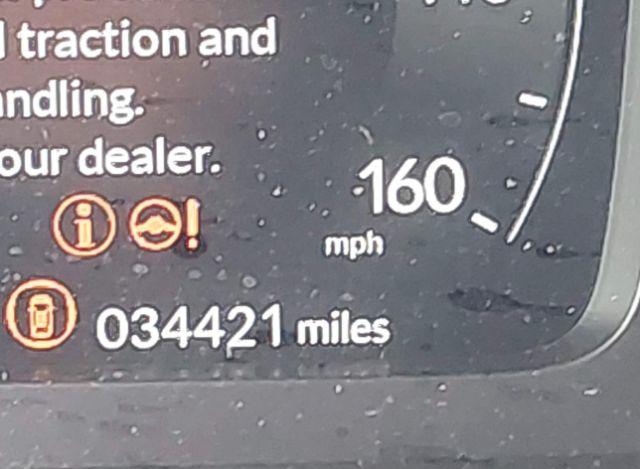 traction and
ndling.
our dealer.
160
mph
034421 miles